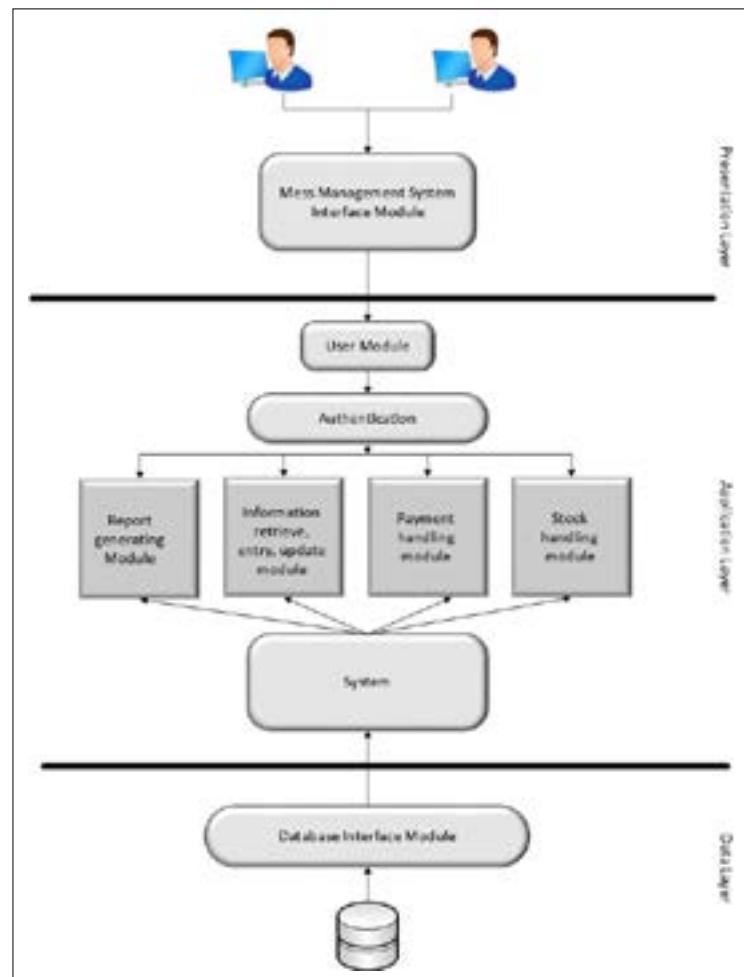 Mess Management System
Interface Module
Presentation Layer
User Module
Authentication
Report
generating
Module
Information
retrieve,
entry, update
module
Payment
handling
module
Stock
handling
module
Application Layer
System
Database Interface Module
Data Layer